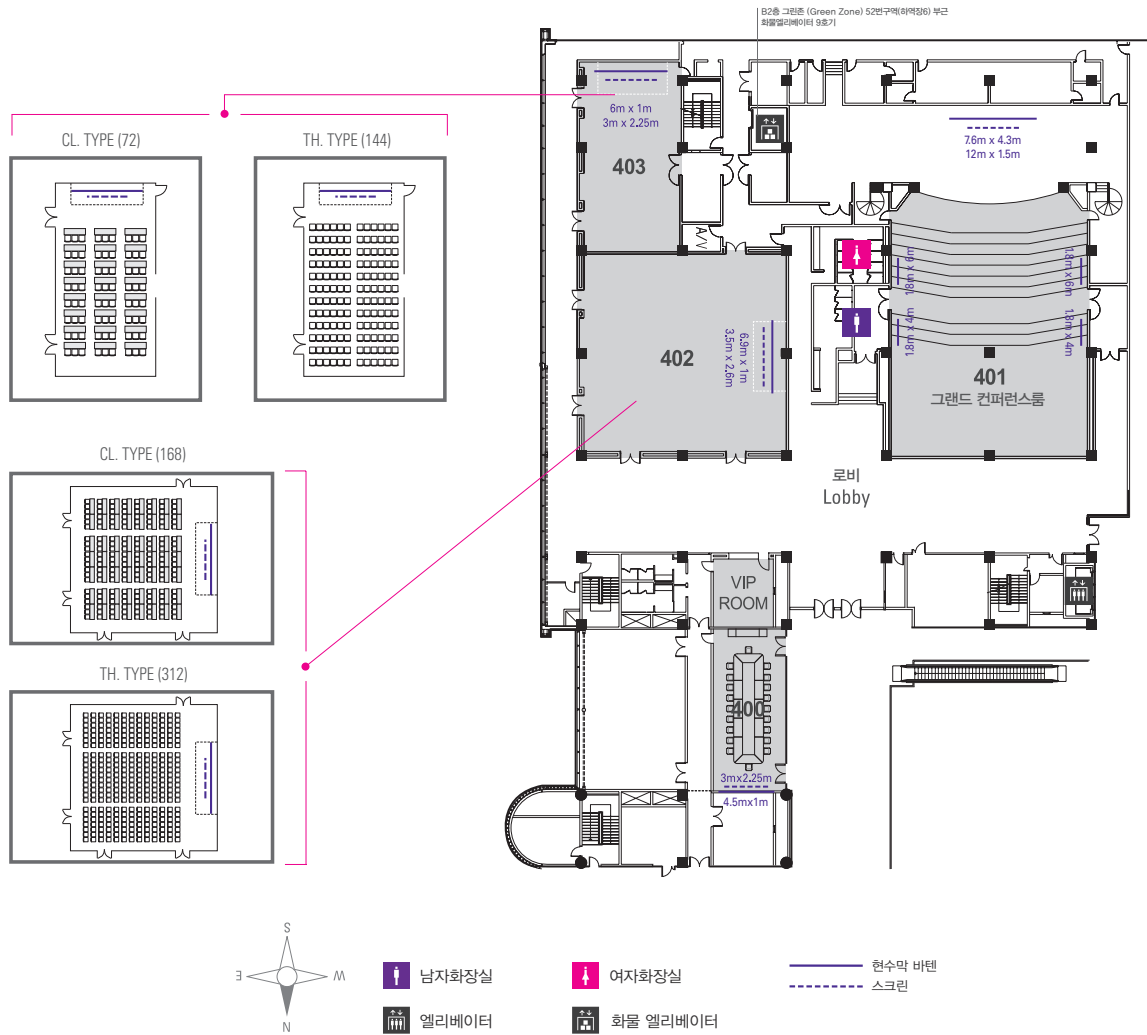 B2층 그린존 (Green Zone) 52번구역(하역장6) 부근
화물엘리베이터 9호기
CL. TYPE (72)
TH. TYPE (144)
6m x 1m
3m x 2.25m
403
A/V
7.6m x 4.3m
12m x 1.5m
1.8m x 6m
1.8m x 6m
1.8m x 4m
1.8m x 4m
402
6.9m x 1m
3.5m x 2.6m
401
그랜드 컨퍼런스룸
CL. TYPE (168)
로비
Lobby
VIP
ROOM
TH. TYPE (312)
400
3mx2.25m
4.5mx1m
S
E
W
N
남자화장실
여자화장실
현수막 바텐
스크린
엘리베이터
화물 엘리베이터